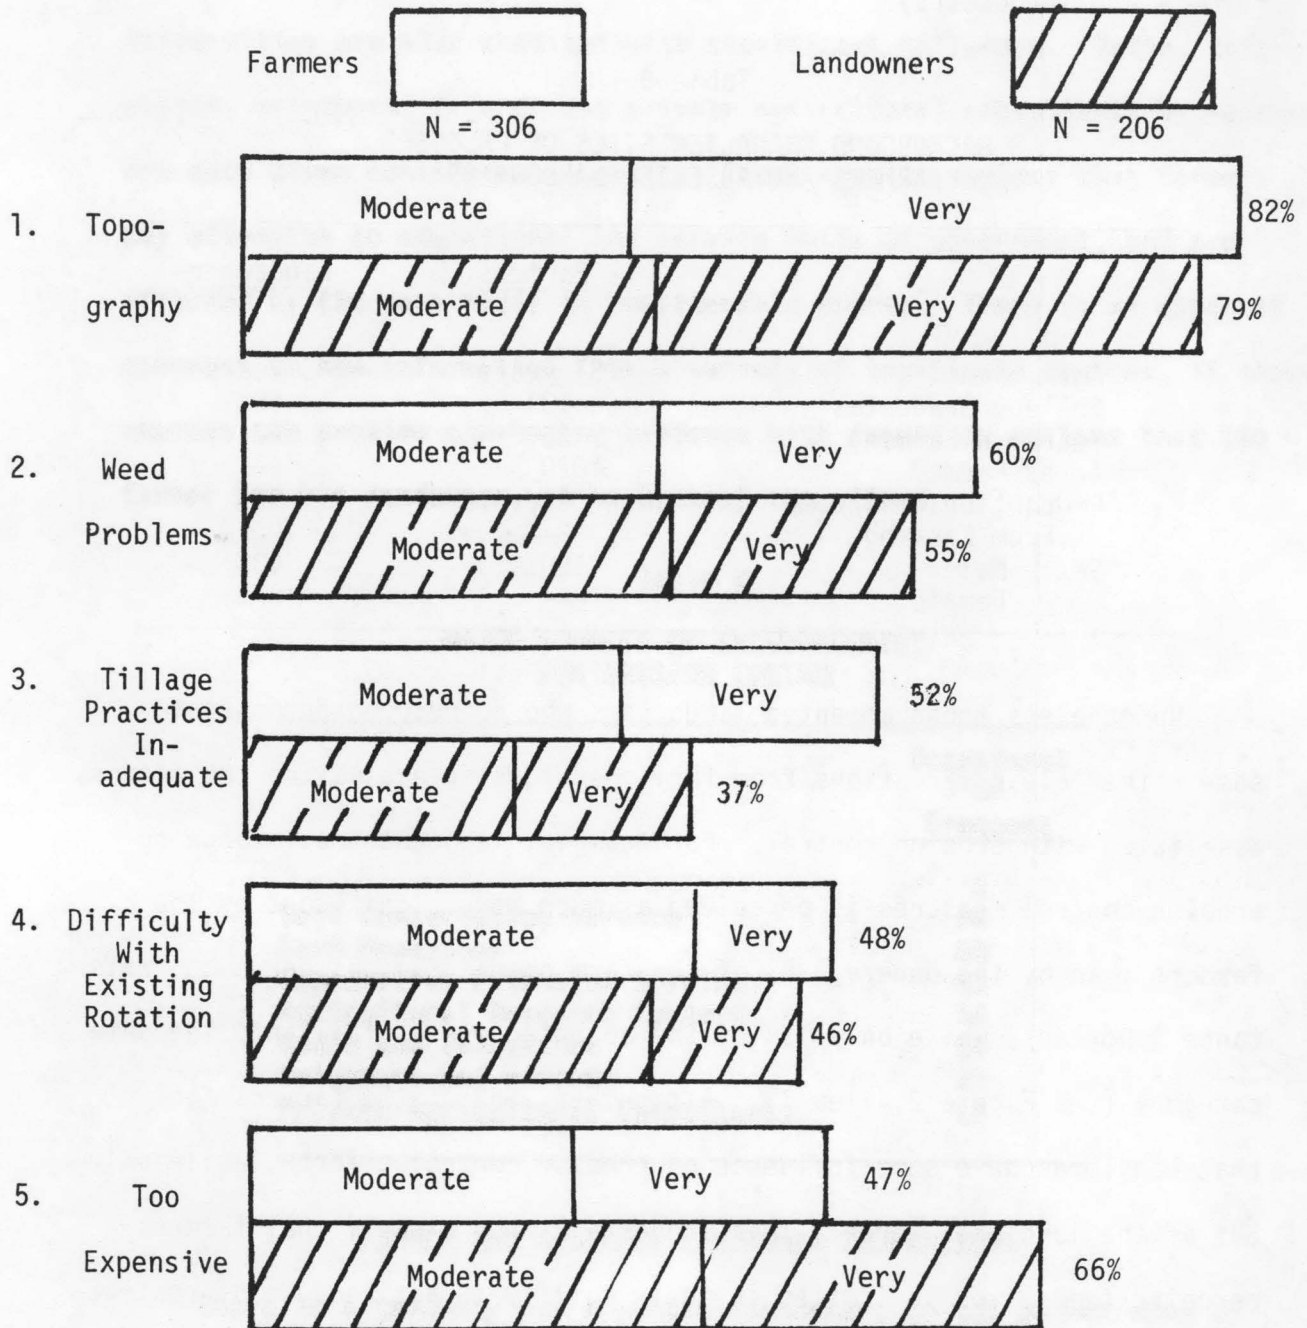 Farmers
Landowners
N = 306
N = 206
1. Topo-
graphy
Moderate Very 82%
Moderate Very 79%
2. Weed
Problems
Moderate Very 60%
Moderate Very 55%
3. Tillage
Practices
In-
adequate
Moderate Very 52%
Moderate Very 37%
4. Difficulty
With
Existing
Rotation
Moderate Very 48%
Moderate Very 46%
5. Too
Expensive
Moderate Very 47%
Moderate Very 66%